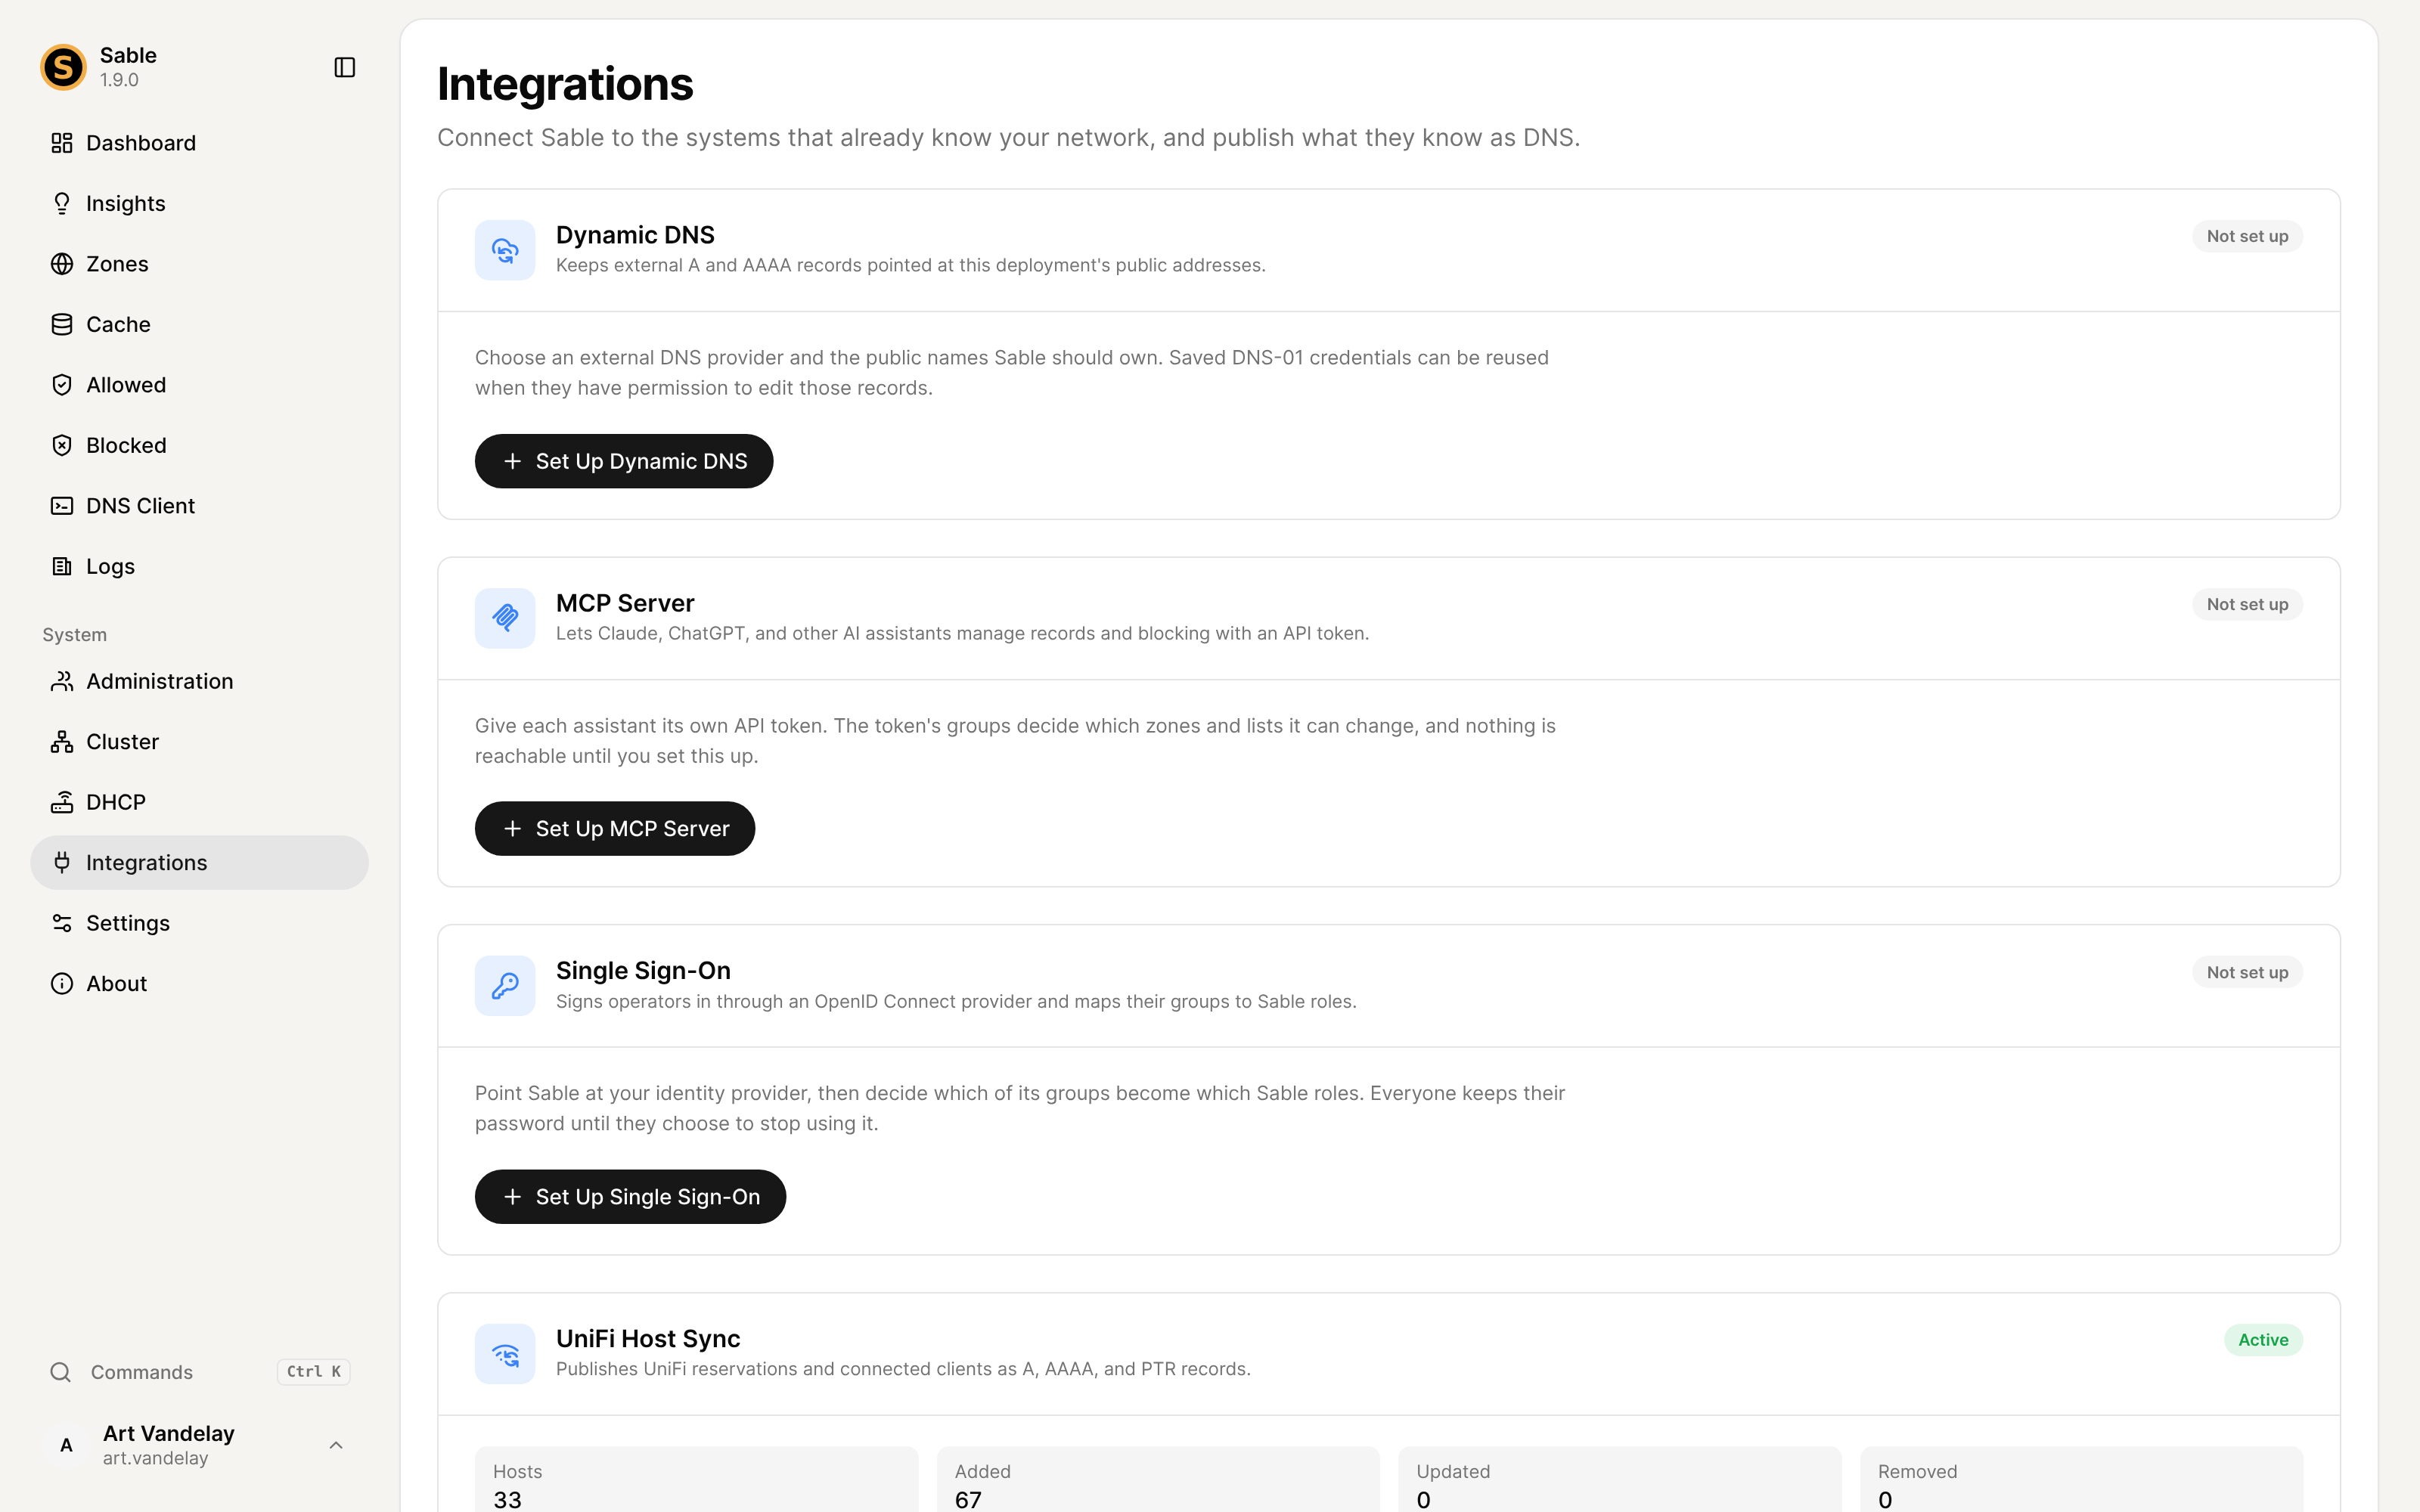 S
Sable
1.9.0
Dashboard
Insights
Zones
Cache
Allowed
Blocked
DNS Client
Logs
System
Administration
Cluster
DHCP
Integrations
Settings
About
Commands
Ctrl K
A
Art Vandelay
art.vandelay
Integrations
Connect Sable to the systems that already know your network, and publish what they know as DNS.
Dynamic DNS
Not set up
Keeps external A and AAAA records pointed at this deployment's public addresses.
Choose an external DNS provider and the public names Sable should own. Saved DNS-01 credentials can be reused
when they have permission to edit those records.
Set Up Dynamic DNS
MCP Server
Not set up
Lets Claude, ChatGPT, and other AI assistants manage records and blocking with an API token.
Give each assistant its own API token. The token's groups decide which zones and lists it can change, and nothing is
reachable until you set this up.
Set Up MCP Server
Single Sign-On
Not set up
Signs operators in through an OpenID Connect provider and maps their groups to Sable roles.
Point Sable at your identity provider, then decide which of its groups become which Sable roles. Everyone keeps their
password until they choose to stop using it.
Set Up Single Sign-On
UniFi Host Sync
Active
Publishes UniFi reservations and connected clients as A, AAAA, and PTR records.
Hosts
33
Added
67
Updated
0
Removed
0